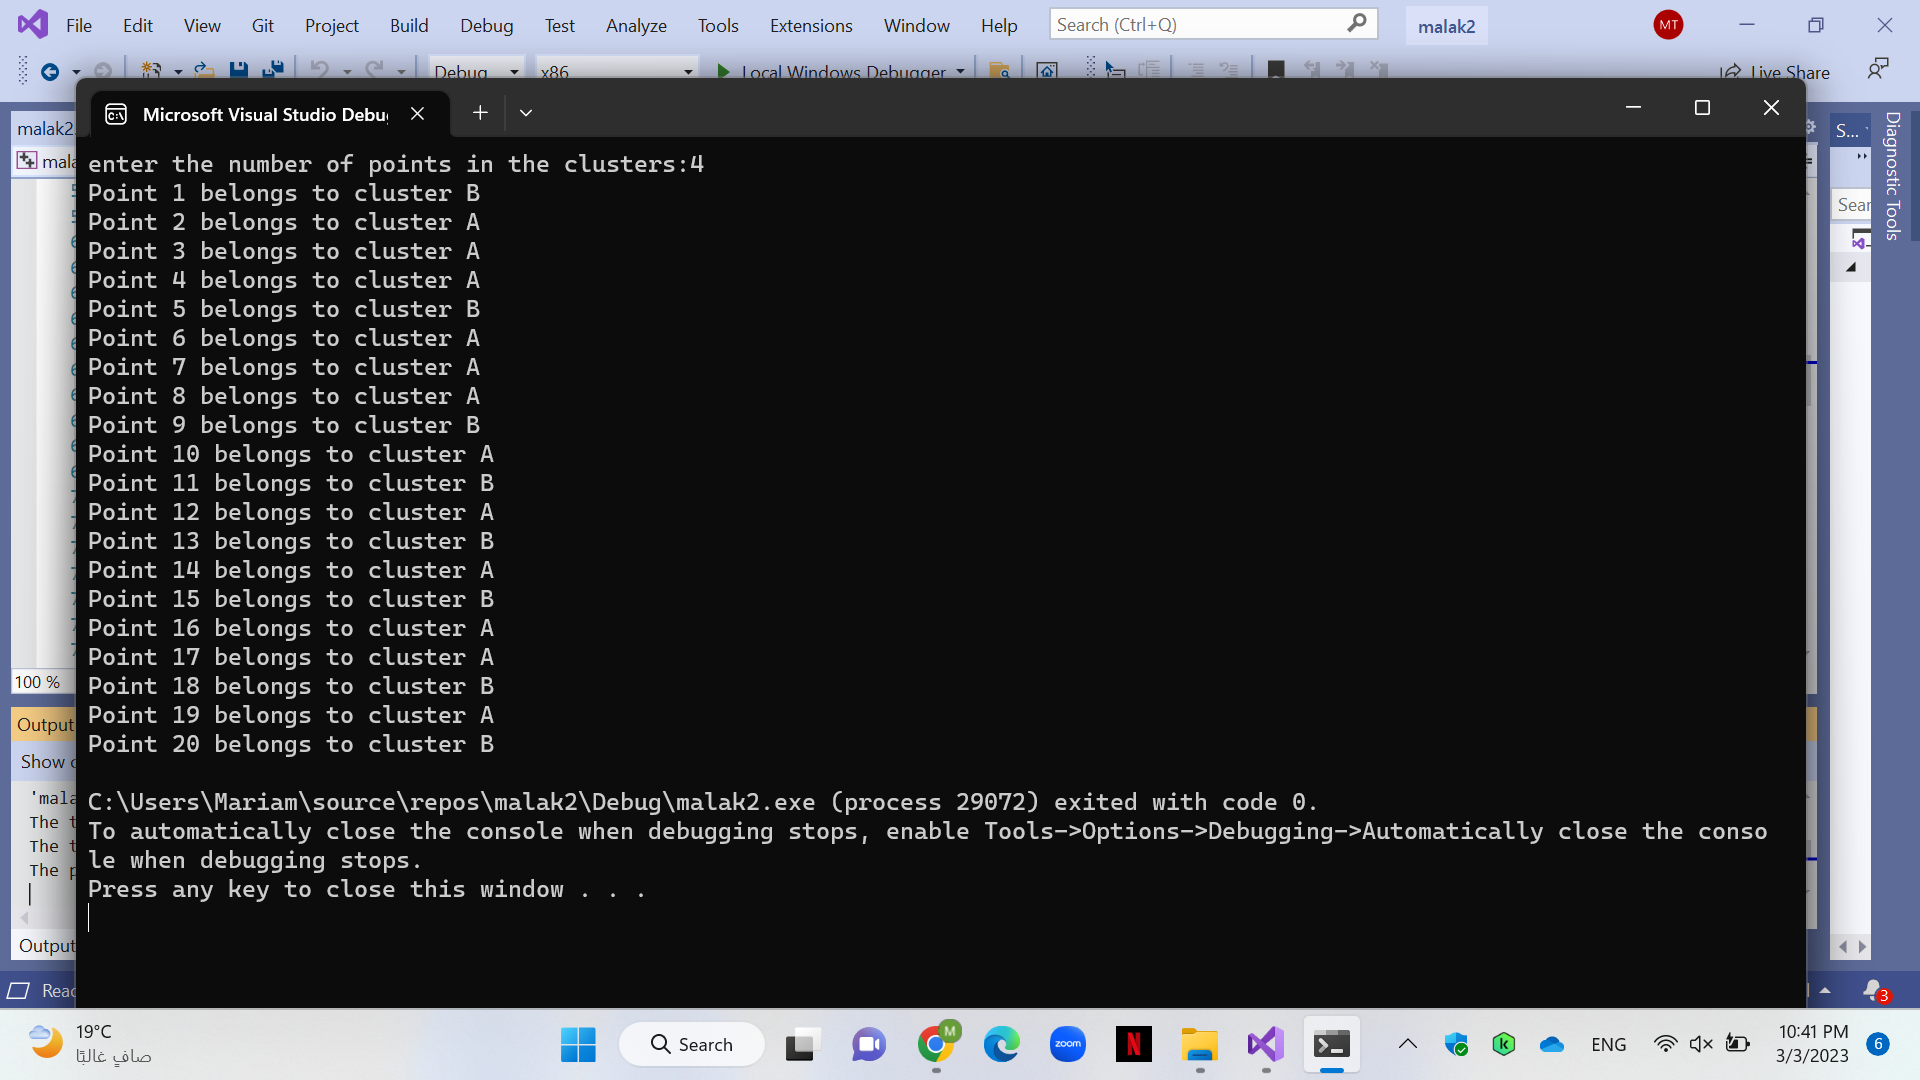 File Edit View Git Project Build Debug Test Analyze Tools Extensions Window Help Search (Ctrl+Q) malak2 MT
Debug x86 Local Windows Debugger Live Share
malak2
Microsoft Visual Studio Debu
S...
Diagnostic Tools
mala
Sear
enter the number of points in the clusters:4
Point 1 belongs to cluster B
Point 2 belongs to cluster A
Point 3 belongs to cluster A
Point 4 belongs to cluster A
Point 5 belongs to cluster B
Point 6 belongs to cluster A
Point 7 belongs to cluster A
Point 8 belongs to cluster A
Point 9 belongs to cluster B
Point 10 belongs to cluster A
Point 11 belongs to cluster B
Point 12 belongs to cluster A
Point 13 belongs to cluster B
Point 14 belongs to cluster A
Point 15 belongs to cluster B
Point 16 belongs to cluster A
Point 17 belongs to cluster A
Point 18 belongs to cluster B
Point 19 belongs to cluster A
Point 20 belongs to cluster B
C:\Users\Mariam\source\repos\malak2\Debug\malak2.exe (process 29072) exited with code 0.
To automatically close the console when debugging stops, enable Tools->Options->Debugging->Automatically close the conso
le when debugging stops.
Press any key to close this window . . .
100 %
Output
Show o
'mala
The t
The t
The p
Output
Read
3
19°C
صافٍ غالبًا
Search
M
zoom
N
ENG
10:41 PM
3/3/2023
6